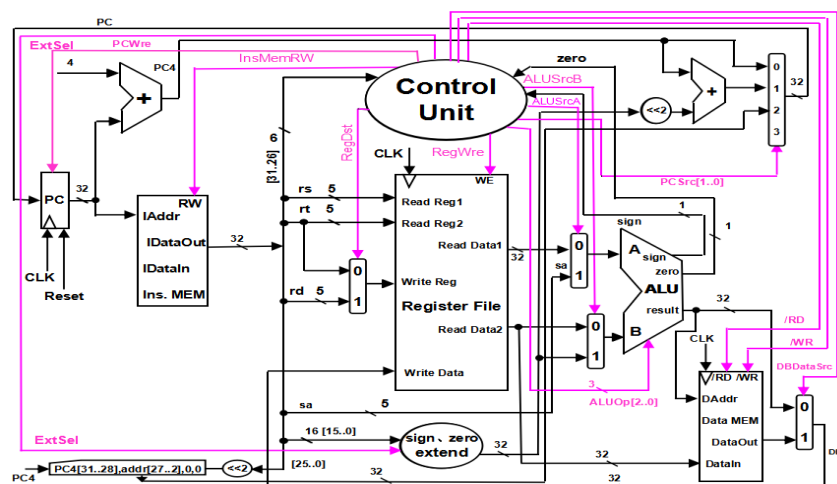 PC
ExtSel
PCWre
InsMemRW
4
PC4
+
Control
Unit
zero
ALUSrcB
ALUSrcA
<<2
+
0
1
2
3
32
PCSrc[1..0]
6
[31..26]
RegDst
CLK
RegWre
PC
32
CLK
Reset
RW
IAddr
IDataOut
IDataIn
Ins. MEM
32
rs
5
rt
5
rd
5
0
1
WE
Read Reg1
Read Reg2
Read Data1
Write Reg
Register File
Read Data2
Write Data
32
sa
0
1
0
1
sign
1
1
A
sign
zero
ALU
result
B
32
3
ALUOp[2..0]
CLK
/RD
/WR
DBDataSrc
/RD /WR
DAddr
Data MEM
DataOut
DataIn
0
1
sa
5
16 [15..0]
ExtSel
sign、zero
extend
32
32
PC4
PC4[31..28],addr[27..2],0,0
<<2
[25..0]
32
32